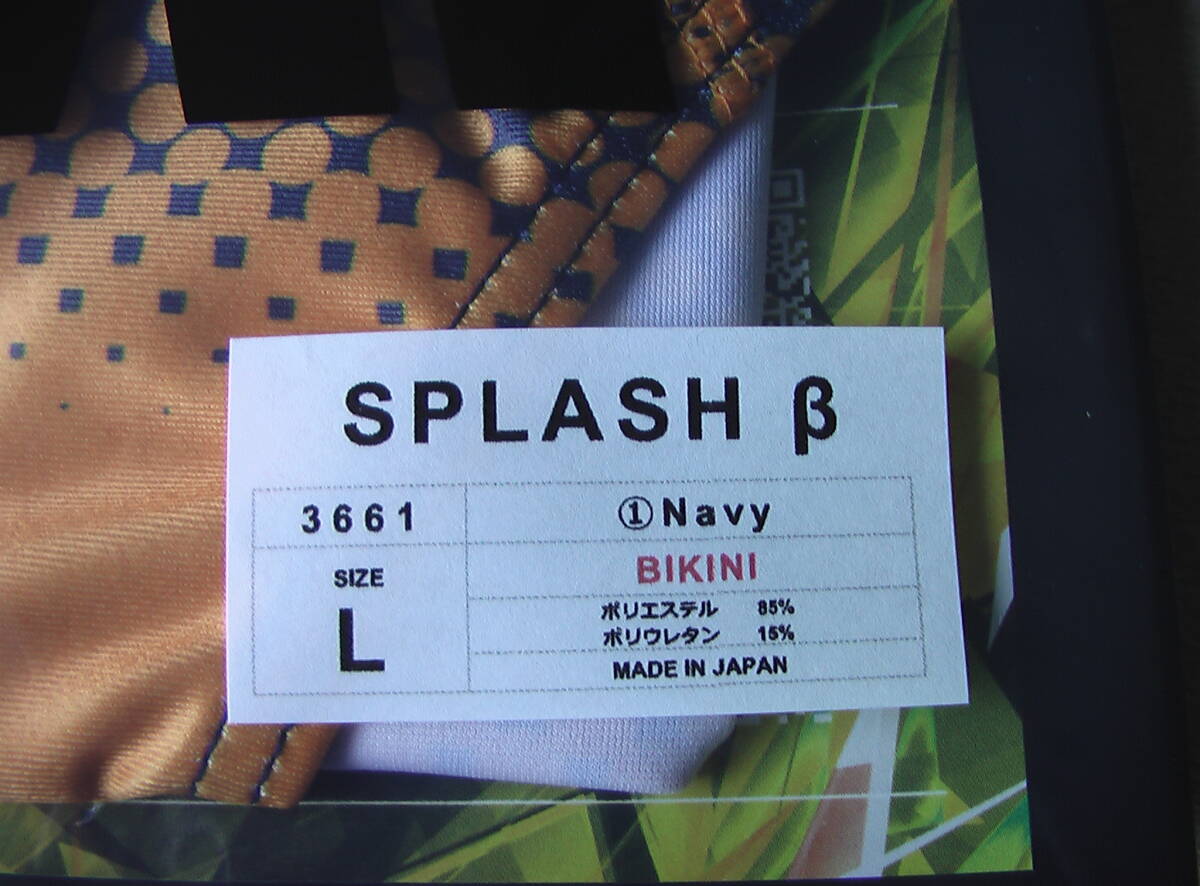 SPLASH β
3661
①Navy
SIZE
L
BIKINI
ポリエステル 85%
ポリウレタン 15%
MADE IN JAPAN